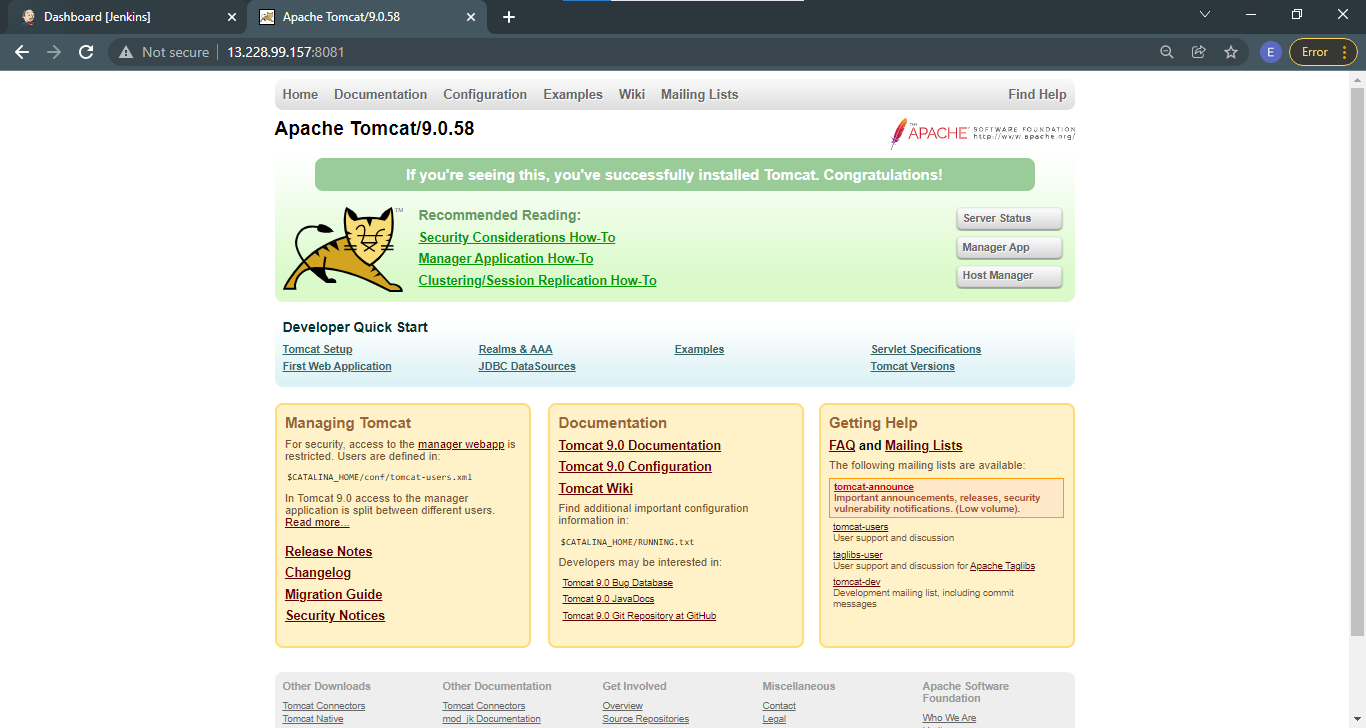 Dashboard [Jenkins]
Apache Tomcat/9.0.58
Not secure
13.228.99.157:8081
E
Error
Home Documentation Configuration Examples Wiki Mailing Lists Find Help
Apache Tomcat/9.0.58
THE
APACHE
SOFTWARE FOUNDATION
http://www.apache.org/
If you're seeing this, you've successfully installed Tomcat. Congratulations!
TM
Recommended Reading:
Security Considerations How-To
Manager Application How-To
Clustering/Session Replication How-To
Server Status
Manager App
Host Manager
Developer Quick Start
Tomcat Setup
First Web Application
Realms & AAA
JDBC DataSources
Examples
Servlet Specifications
Tomcat Versions
Managing Tomcat
For security, access to the manager webapp is
restricted. Users are defined in:
$CATALINA_HOME/conf/tomcat-users.xml
In Tomcat 9.0 access to the manager
application is split between different users.
Read more...
Release Notes
Changelog
Migration Guide
Security Notices
Documentation
Tomcat 9.0 Documentation
Tomcat 9.0 Configuration
Tomcat Wiki
Find additional important configuration
information in:
$CATALINA_HOME/RUNNING.txt
Developers may be interested in:
Tomcat 9.0 Bug Database
Tomcat 9.0 JavaDocs
Tomcat 9.0 Git Repository at GitHub
Getting Help
FAQ and Mailing Lists
The following mailing lists are available:
tomcat-announce
Important announcements, releases, security
vulnerability notifications. (Low volume).
tomcat-users
User support and discussion
taglibs-user
User support and discussion for Apache Taglibs
tomcat-dev
Development mailing list, including commit
messages
Other Downloads
Tomcat Connectors
Tomcat Native
Other Documentation
Tomcat Connectors
mod_jk Documentation
Get Involved
Overview
Source Repositories
Miscellaneous
Contact
Legal
Apache Software
Foundation
Who We Are